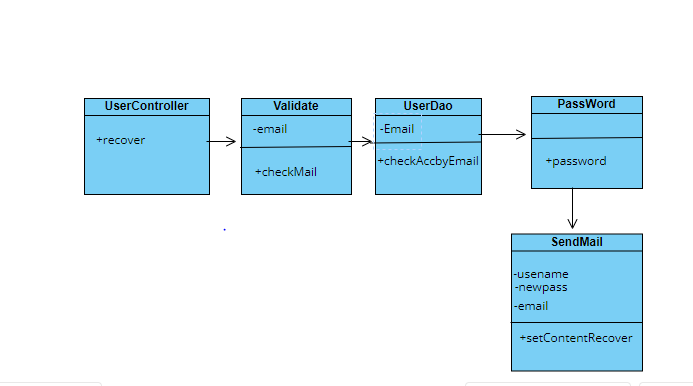 UserController
+recover
Validate
-email
+checkMail
UserDao
-Email
+checkAccbyEmail
PassWord
+password
SendMail
-usename
-newpass
-email
+setContentRecover